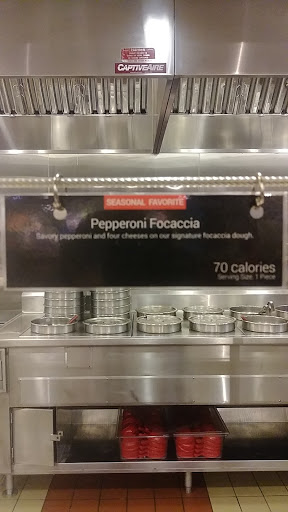 CAPTIVEAIRE
SEASONAL FAVORITE
Pepperoni Focaccia
Savory pepperoni and four cheeses on our signature focaccia dough.
70 calories
Serving Size: 1 Piece